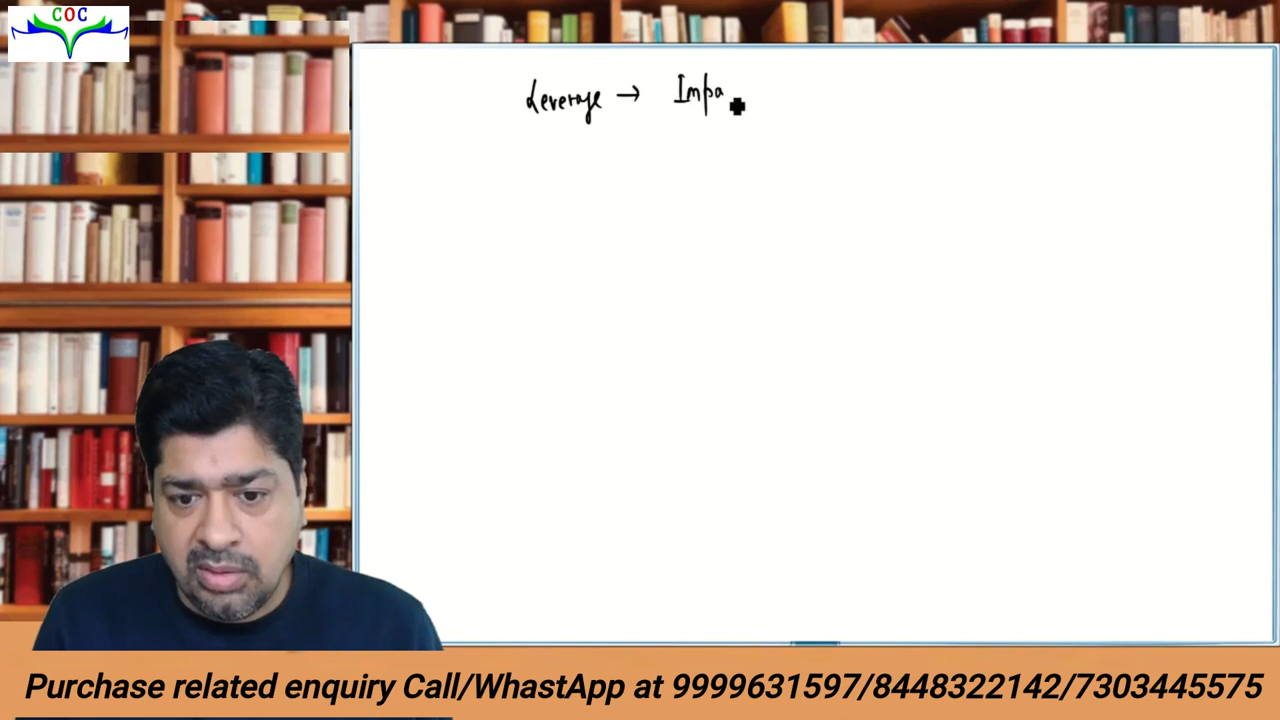 COC
Leverage → Impa
Purchase related enquiry Call/WhastApp at 9999631597/8448322142/7303445575